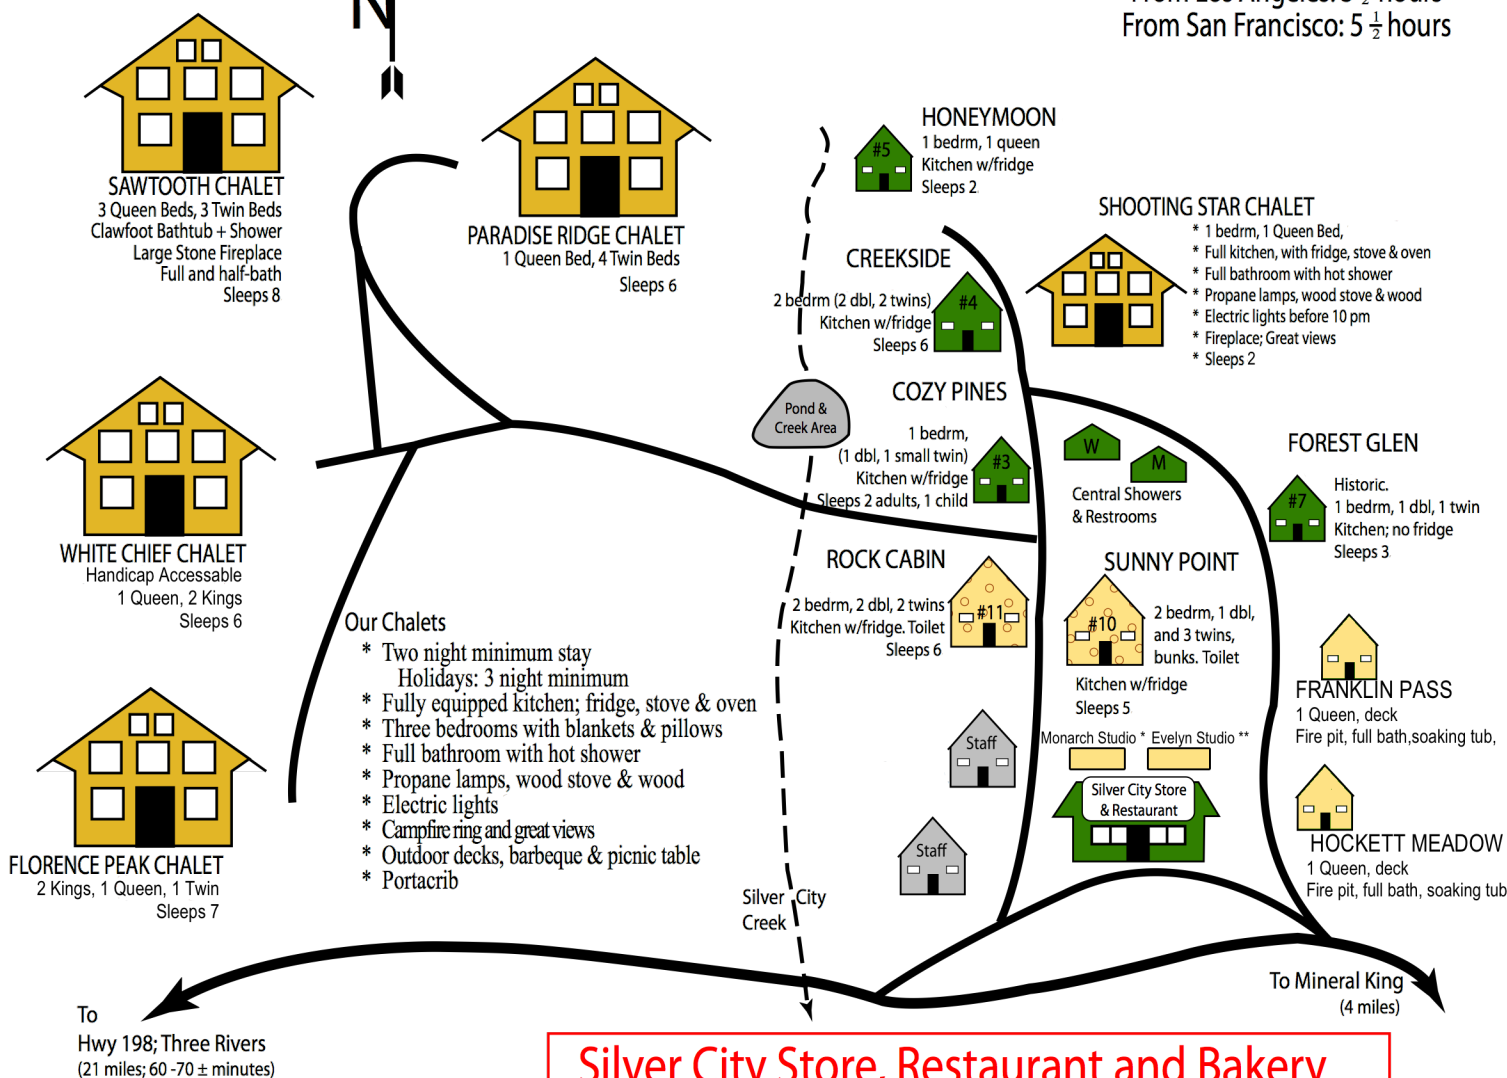 N
From Los Angeles: 3 ½ hours
From San Francisco: 5 ½ hours
SAWTOOTH CHALET
3 Queen Beds, 3 Twin Beds
Clawfoot Bathtub + Shower
Large Stone Fireplace
Full and half-bath
Sleeps 8
PARADISE RIDGE CHALET
1 Queen Bed, 4 Twin Beds
Sleeps 6
#5
HONEYMOON
1 bedrm, 1 queen
Kitchen w/fridge
Sleeps 2
SHOOTING STAR CHALET
* 1 bedrm, 1 Queen Bed,
* Full kitchen, with fridge, stove & oven
* Full bathroom with hot shower
* Propane lamps, wood stove & wood
* Electric lights before 10 pm
* Fireplace; Great views
* Sleeps 2
CREEKSIDE
2 bedrm (2 dbl, 2 twins)
Kitchen w/fridge
Sleeps 6
#4
Pond &
Creek Area
COZY PINES
1 bedrm,
(1 dbl, 1 small twin)
Kitchen w/fridge
Sleeps 2 adults, 1 child
#3
W
M
Central Showers
& Restrooms
FOREST GLEN
#7
Historic.
1 bedrm, 1 dbl, 1 twin
Kitchen; no fridge
Sleeps 3
WHITE CHIEF CHALET
Handicap Accessable
1 Queen, 2 Kings
Sleeps 6
ROCK CABIN
2 bedrm, 2 dbl, 2 twins
Kitchen w/fridge. Toilet
Sleeps 6
#11
SUNNY POINT
#10
2 bedrm, 1 dbl,
and 3 twins,
bunks. Toilet
Kitchen w/fridge
Sleeps 5
Our Chalets
* Two night minimum stay
Holidays: 3 night minimum
* Fully equipped kitchen; fridge, stove & oven
* Three bedrooms with blankets & pillows
* Full bathroom with hot shower
* Propane lamps, wood stove & wood
* Electric lights
* Campfire ring and great views
* Outdoor decks, barbeque & picnic table
* Portacrib
FRANKLIN PASS
1 Queen, deck
Fire pit, full bath,soaking tub,
Staff
Monarch Studio * Evelyn Studio **
Silver City Store
& Restaurant
Staff
HOCKETT MEADOW
1 Queen, deck
Fire pit, full bath, soaking tub
FLORENCE PEAK CHALET
2 Kings, 1 Queen, 1 Twin
Sleeps 7
Silver City
Creek
To Mineral King
(4 miles)
To
Hwy 198; Three Rivers
(21 miles; 60 -70 ± minutes)
Silver City Store, Restaurant and Bakery